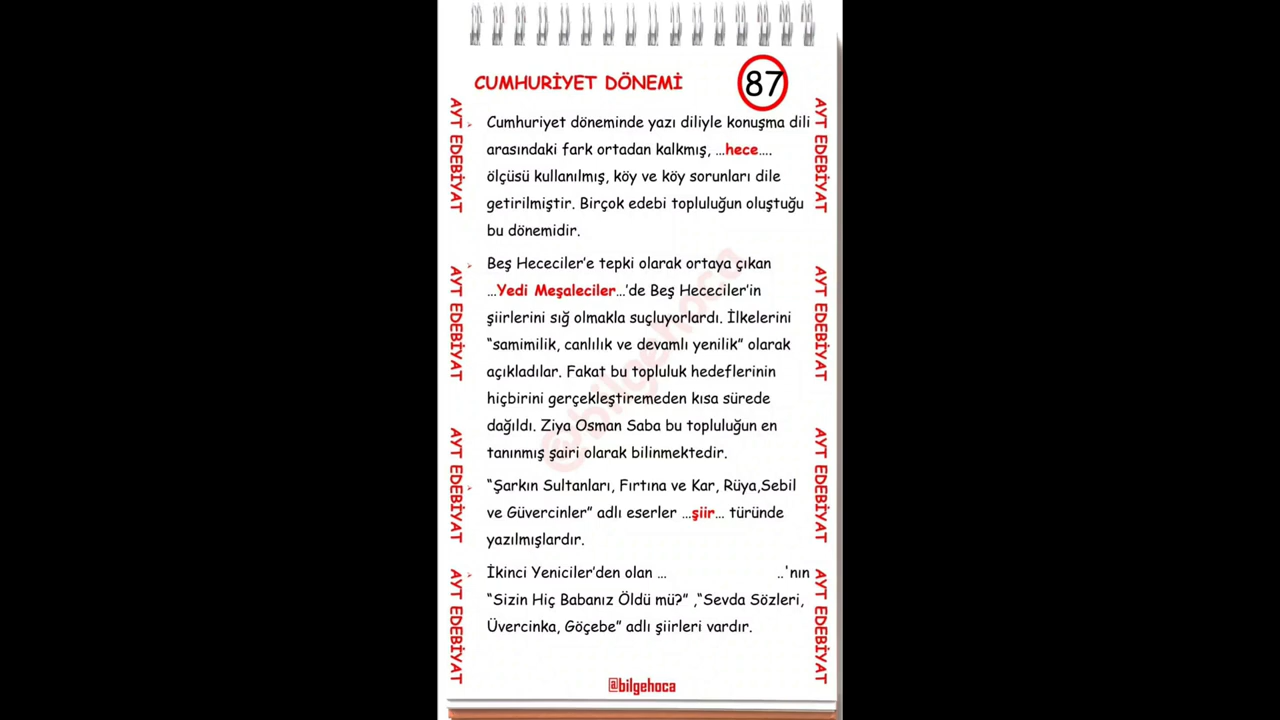 CUMHURİYET DÖNEMİ
87
AYT EDEBİYAT
AYT EDEBİYAT
AYT EDEBİYAT
AYT EDEBİYAT
Cumhuriyet döneminde yazı diliyle konuşma dili
arasındaki fark ortadan kalkmış, …hece….
ölçüsü kullanılmış, köy ve köy sorunları dile
getirilmiştir. Birçok edebi topluluğun oluştuğu
bu dönemidir.
Beş Hececiler’e tepki olarak ortaya çıkan
…Yedi Meşaleciler…’de Beş Hececiler’in
şiirlerini sığ olmakla suçluyorlardı. İlkelerini
“samimilik, canlılık ve devamlı yenilik” olarak
açıkladılar. Fakat bu topluluk hedeflerinin
hiçbirini gerçekleştiremeden kısa sürede
dağıldı. Ziya Osman Saba bu topluluğun en
tanınmış şairi olarak bilinmektedir.
“Şarkın Sultanları, Fırtına ve Kar, Rüya,Sebil
ve Güvercinler” adlı eserler …şiir… türünde
yazılmışlardır.
İkinci Yeniciler’den olan … ..'nın
“Sizin Hiç Babanız Öldü mü?” ,“Sevda Sözleri,
Üvercinka, Göçebe” adlı şiirleri vardır.
AYT EDEBİYAT
AYT EDEBİYAT
AYT EDEBİYAT
AYT EDEBİYAT
@bilgehoca
@bilgehoca